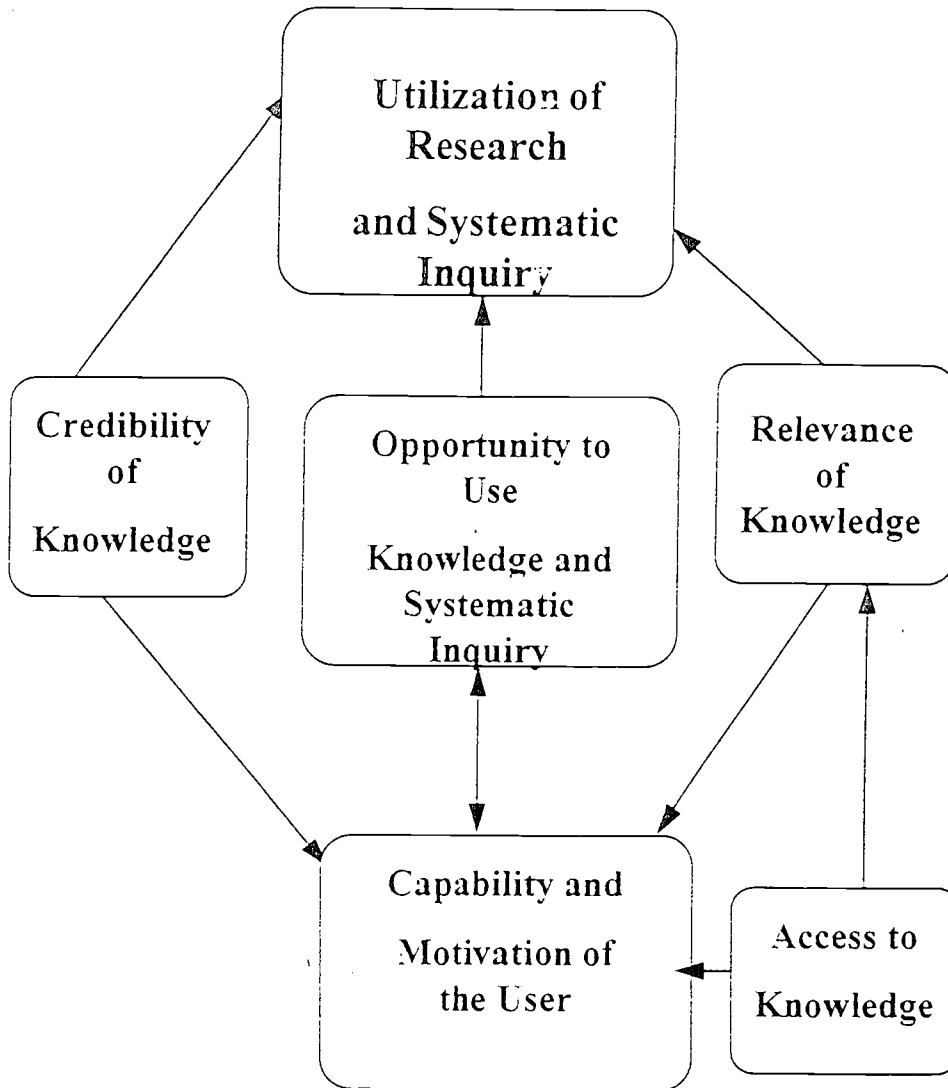 Utilization of
Research
and Systematic
Inquiry
Credibility
of
Knowledge
Opportunity to
Use
Knowledge and
Systematic
Inquiry
Relevance
of
Knowledge
Capability and
Motivation of
the User
Access to
Knowledge